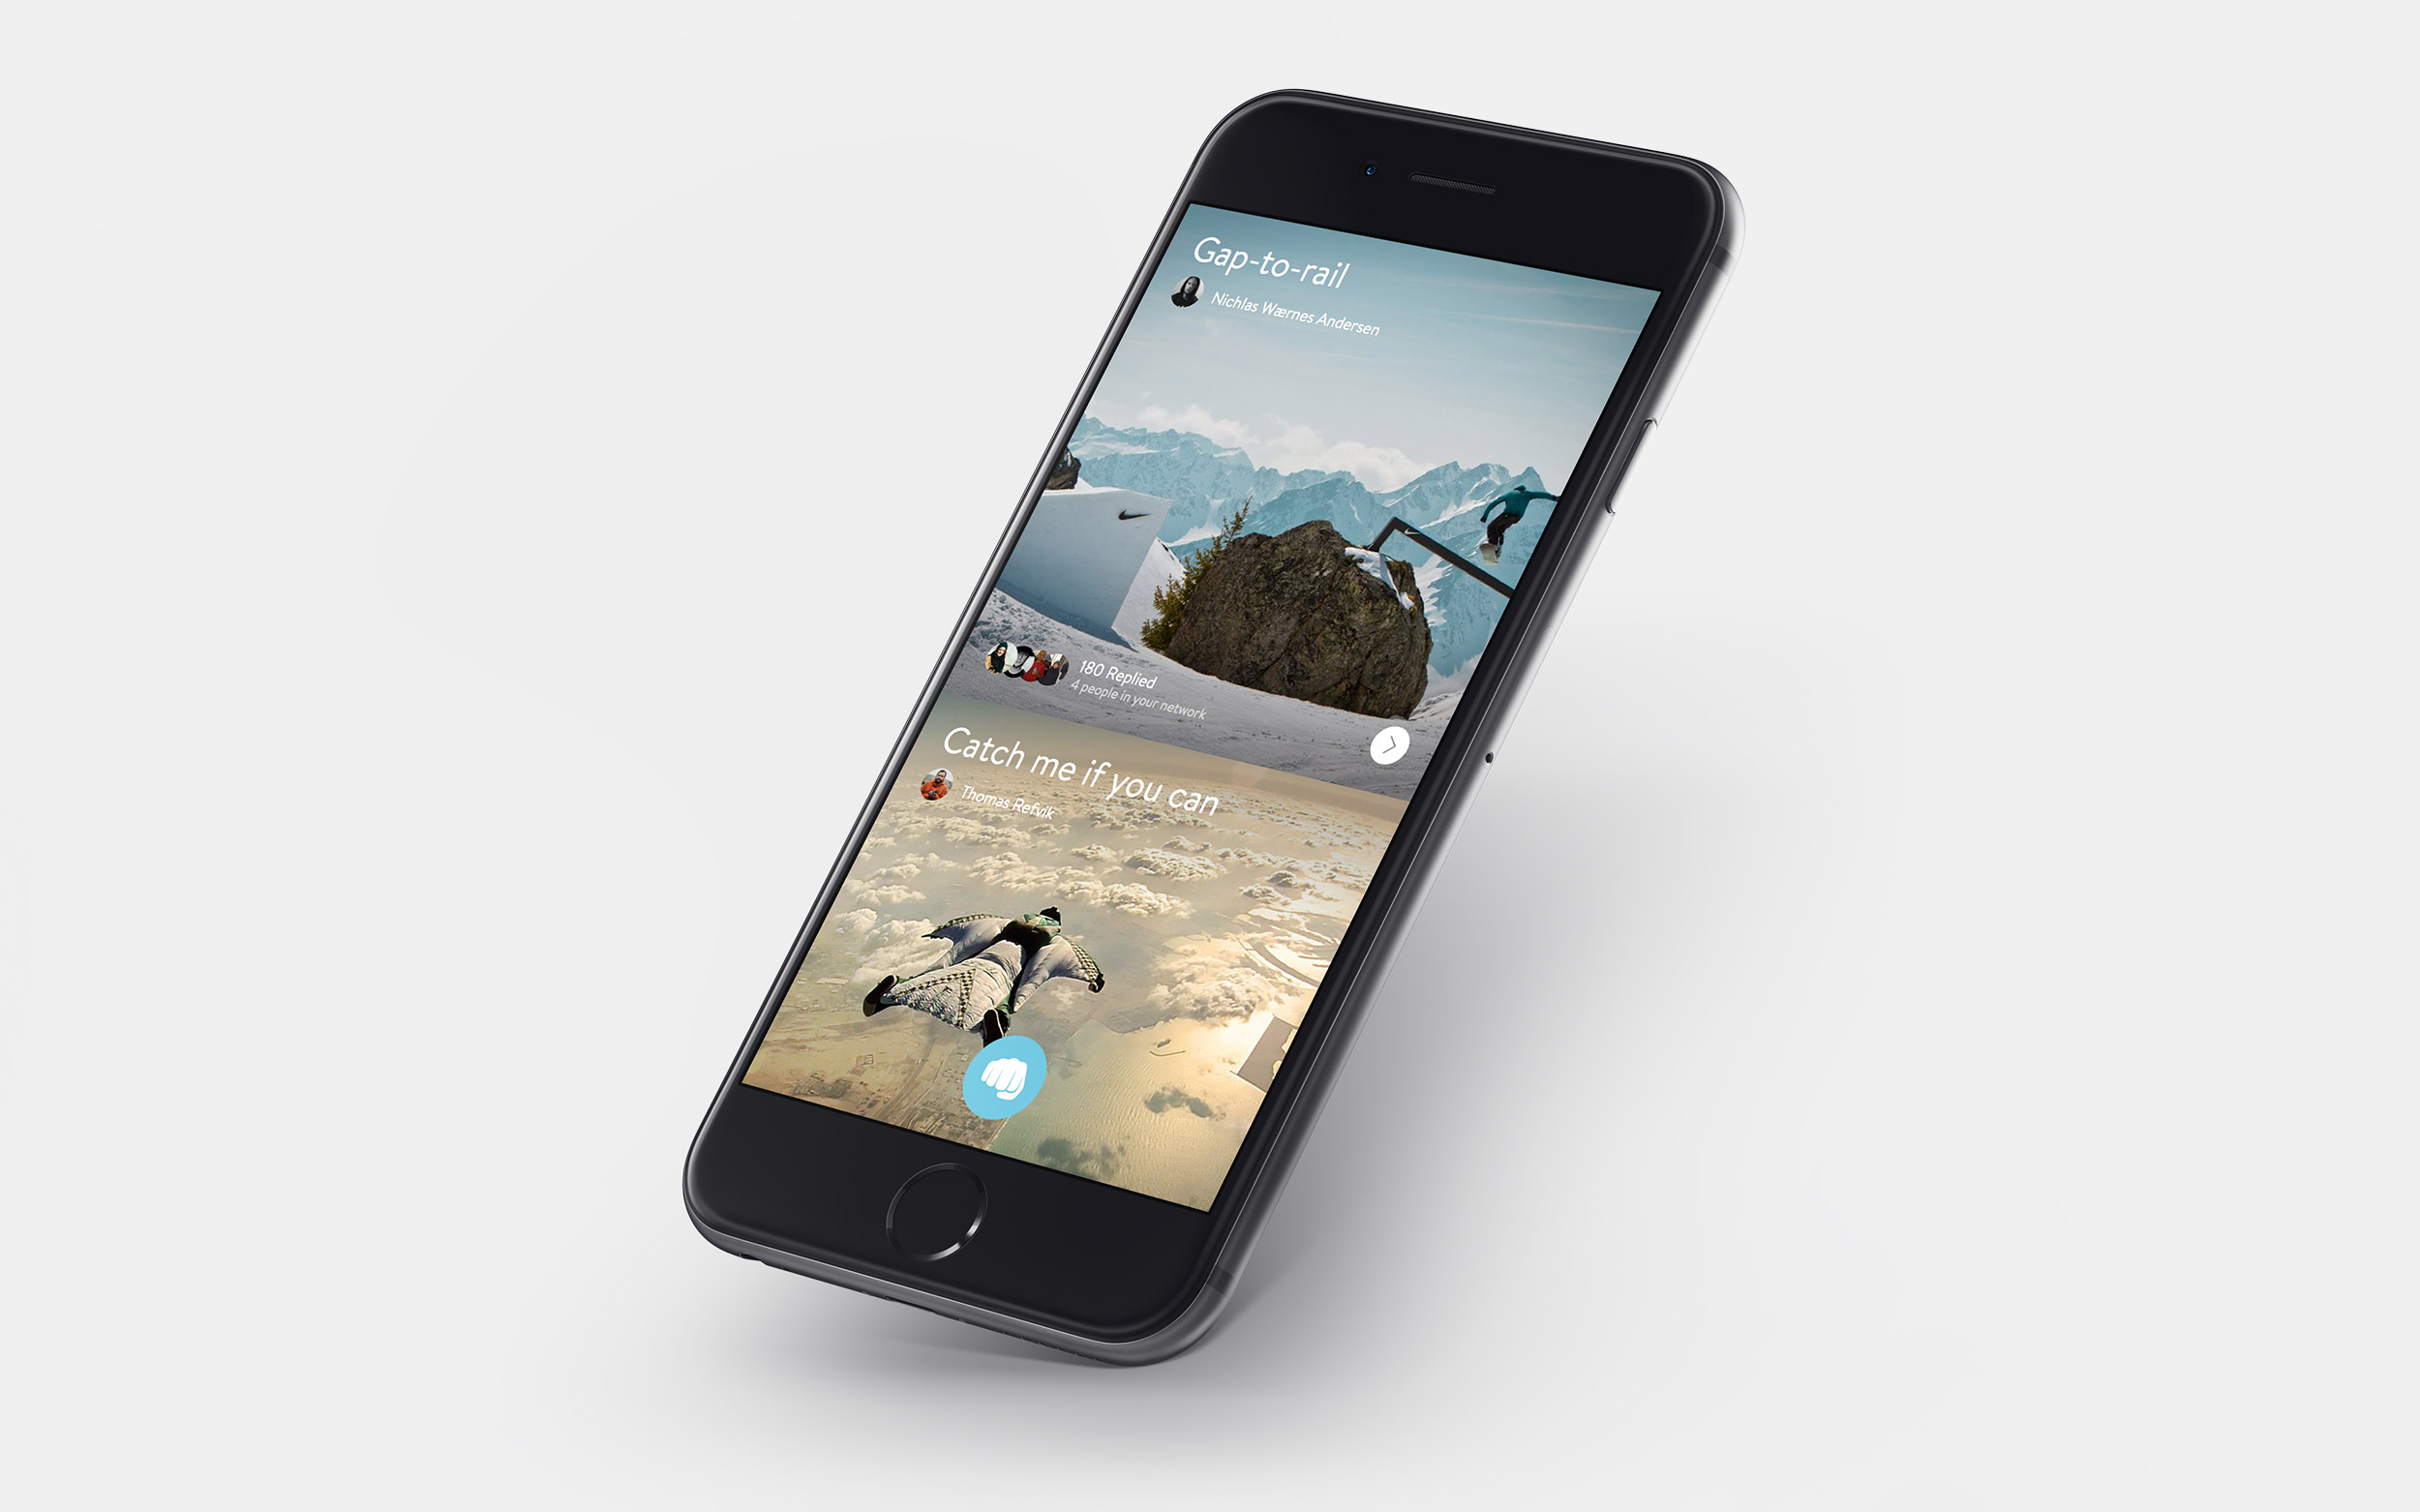 Gap-to-rail
Nichlas Wærnes Andersen
180 Replied
4 people in your network
Catch me if you can
Thomas Refvik